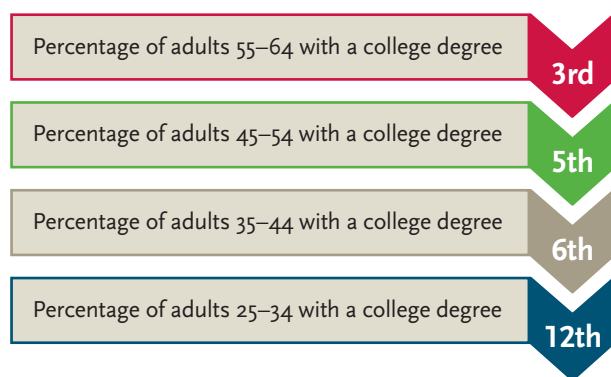 Percentage of adults 55–64 with a college degree
3rd
Percentage of adults 45–54 with a college degree
5th
Percentage of adults 35–44 with a college degree
6th
Percentage of adults 25–34 with a college degree
12th